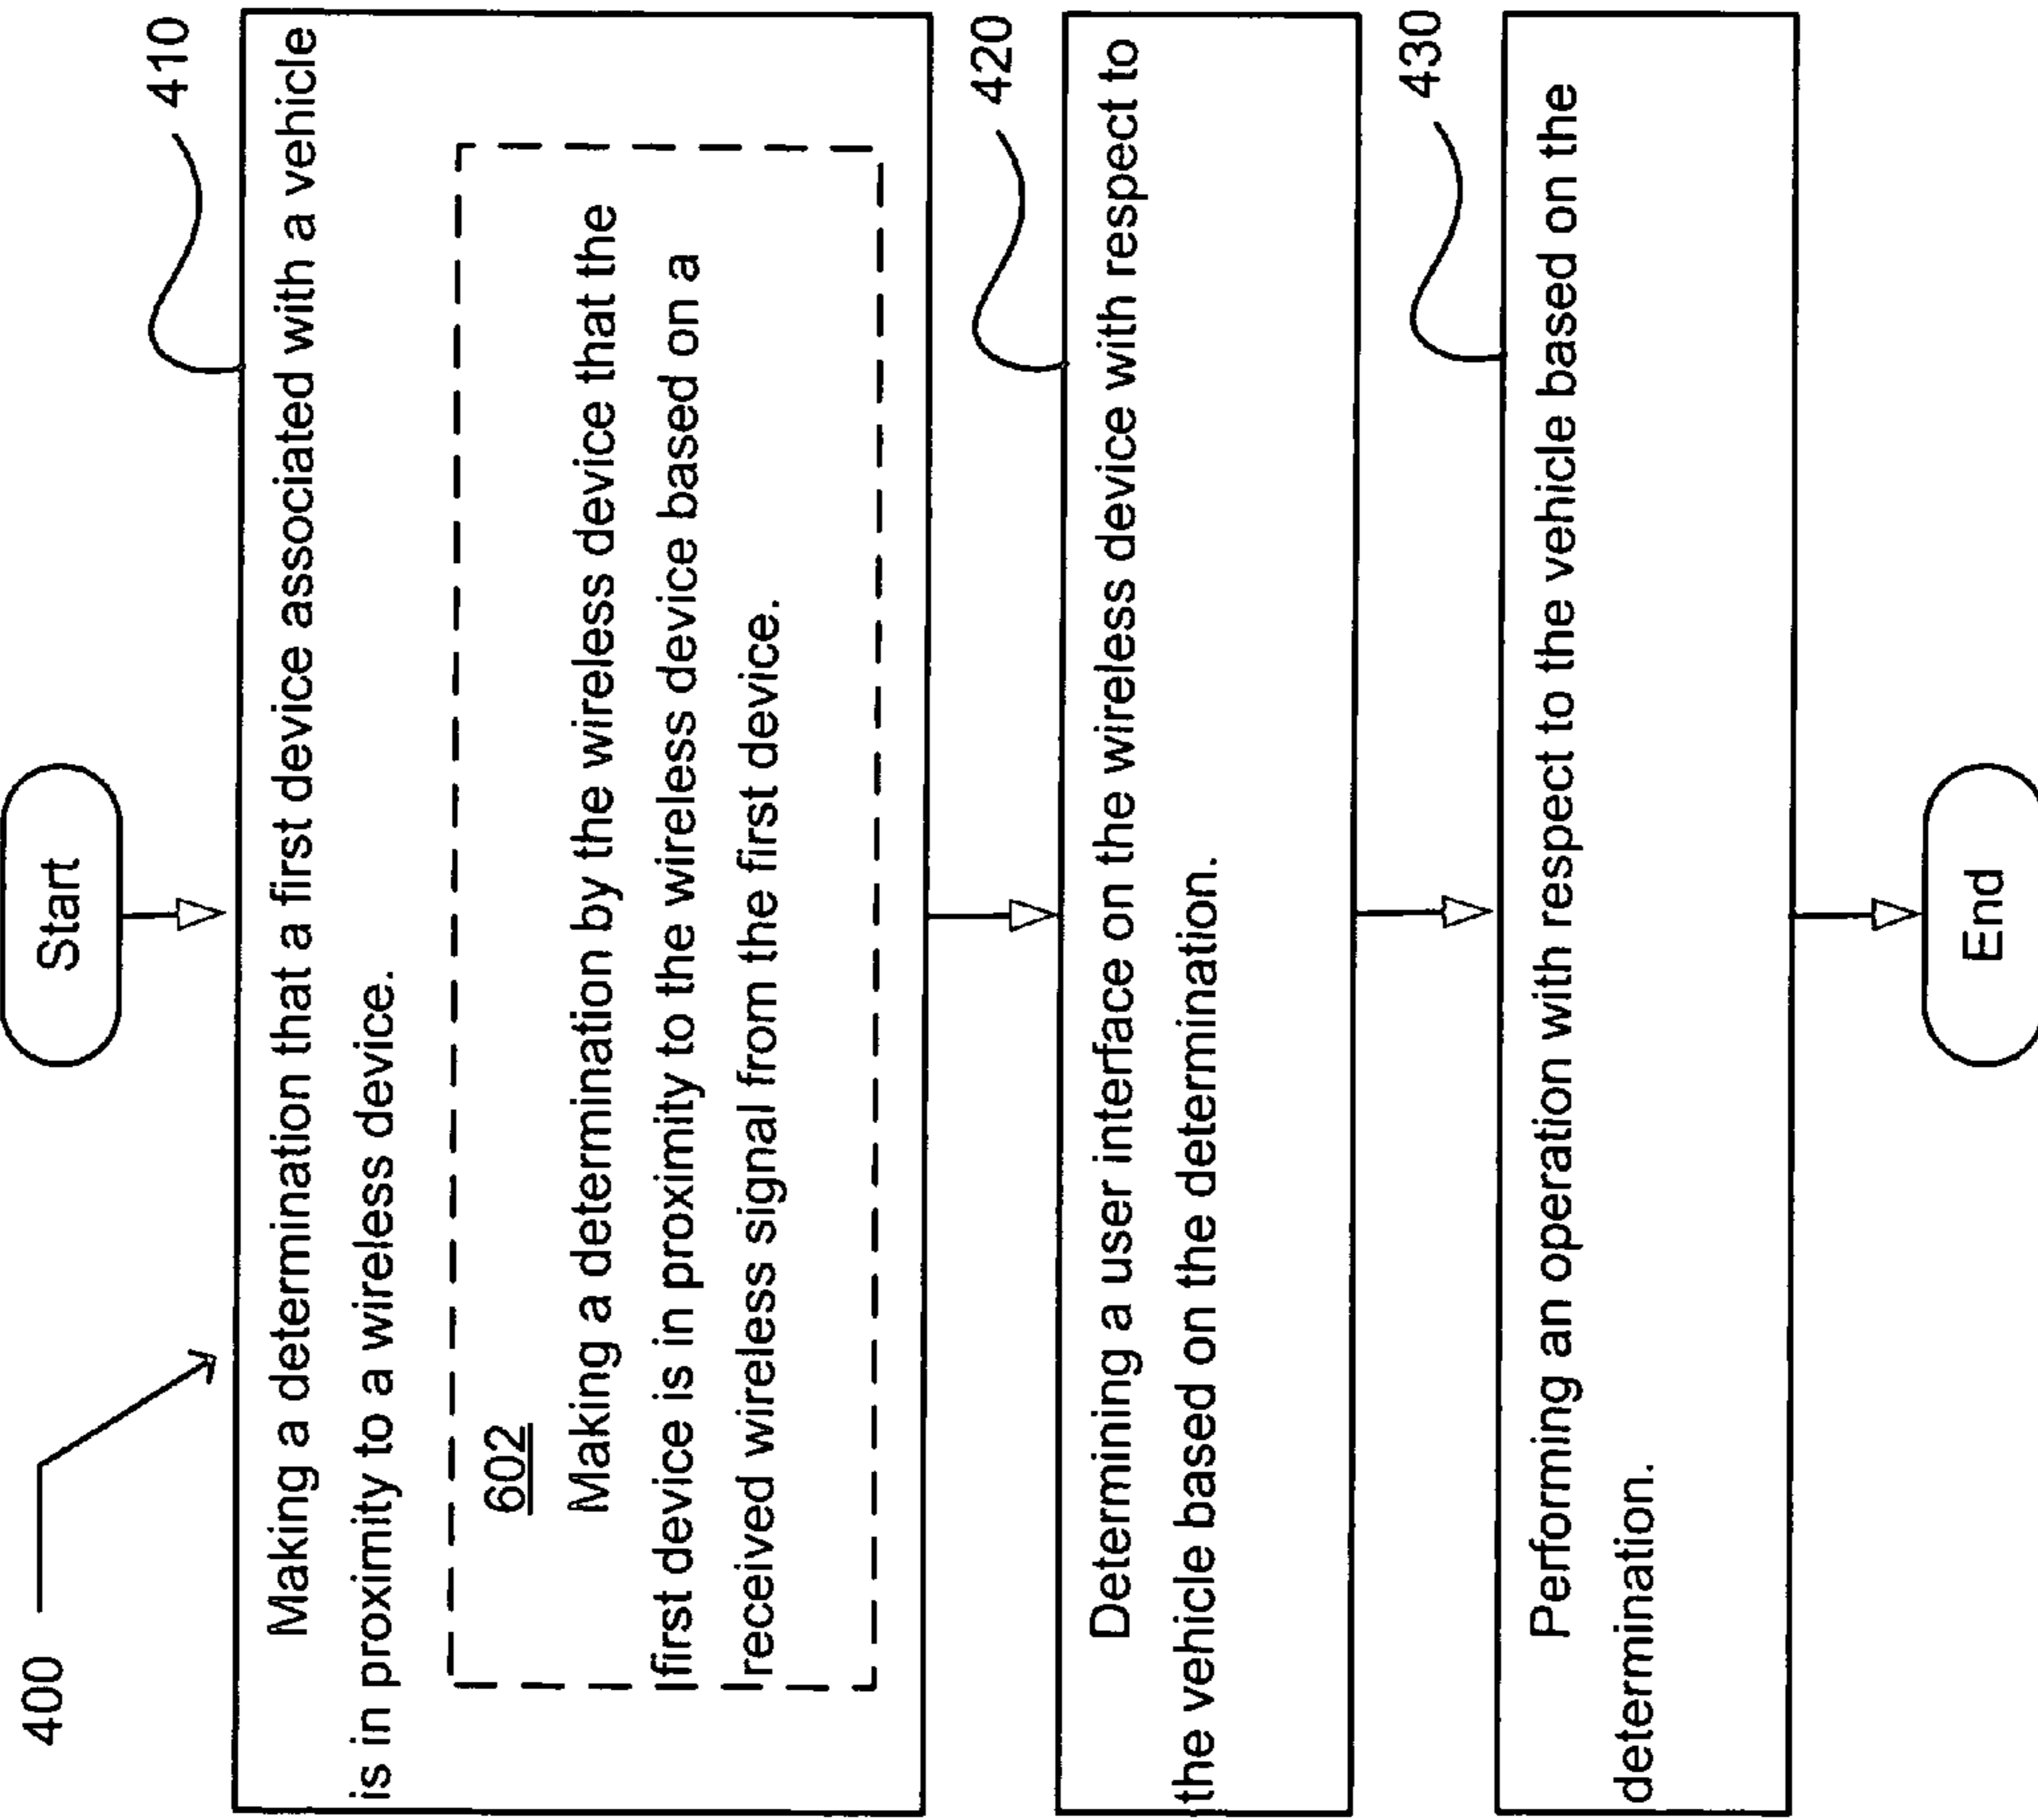 400
Start
410
Making a determination that a first device associated with a vehicle
is in proximity to a wireless device.
602
Making a determination by the wireless device that the
first device is in proximity to the wireless device based on a
received wireless signal from the first device.
420
Determining a user interface on the wireless device with respect to
the vehicle based on the determination.
430
Performing an operation with respect to the vehicle based on the
determination.
End